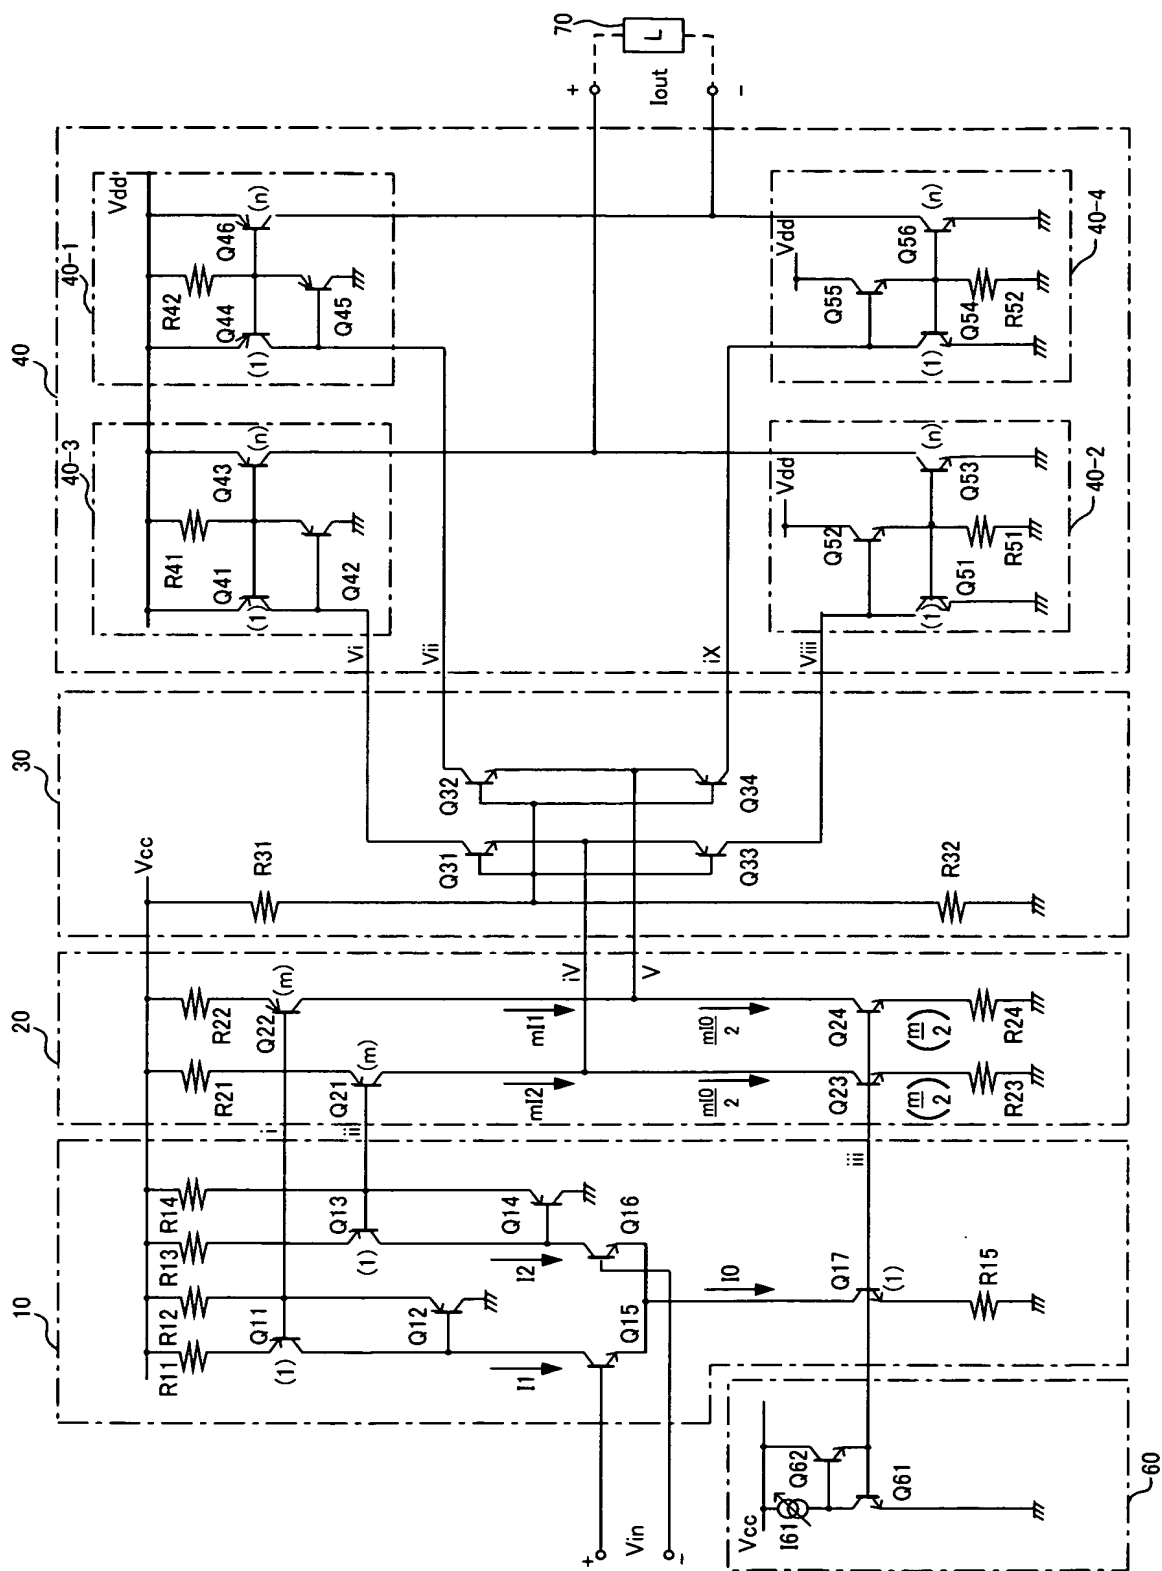 10
20
30
40
40-3
40-1
70
Vcc
Vdd
R11
R12
R13
R14
R21
R22
R31
R41
R42
Q11
(1)
Q12
Q13
(1)
Q14
i
ii
Q21
(m)
Q22
(m)
Q41
(1)
Q42
Q43
(n)
Q44
(1)
Q45
Q46
(n)
I1
I2
Q15
Q16
mI2
mI1
iV
V
Q31
Q32
Q33
Q34
Vi
Vii
iX
Viii
+
Iout
-
L
+
Vin
-
I0
mI0
2
mI0
2
Q17
(1)
R15
iii
Q23
(m
2)
R23
Q24
(m
2)
R24
R32
Vdd
Q52
Q51
(1)
Q53
(n)
R51
40-2
Vdd
Q55
Q54
(1)
Q56
(n)
R52
40-4
Vcc
I61
Q62
Q61
60